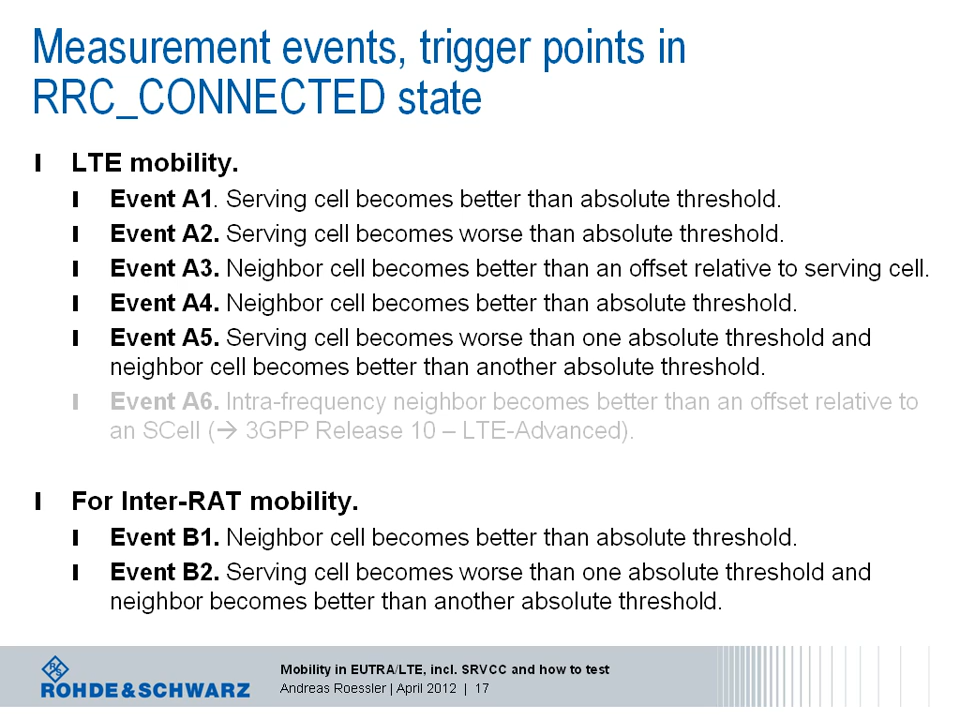 Measurement events, trigger points in
RRC_CONNECTED state
LTE mobility.
Event A1. Serving cell becomes better than absolute threshold.
Event A2. Serving cell becomes worse than absolute threshold.
Event A3. Neighbor cell becomes better than an offset relative to serving cell.
Event A4. Neighbor cell becomes better than absolute threshold.
Event A5. Serving cell becomes worse than one absolute threshold and
neighbor cell becomes better than another absolute threshold.
Event A6. Intra-frequency neighbor becomes better than an offset relative to
an SCell (→ 3GPP Release 10 – LTE-Advanced).
For Inter-RAT mobility.
Event B1. Neighbor cell becomes better than absolute threshold.
Event B2. Serving cell becomes worse than one absolute threshold and
neighbor becomes better than another absolute threshold.
R&S
ROHDE&SCHWARZ
Mobility in EUTRA/LTE, incl. SRVCC and how to test
Andreas Roessler | April 2012 | 17